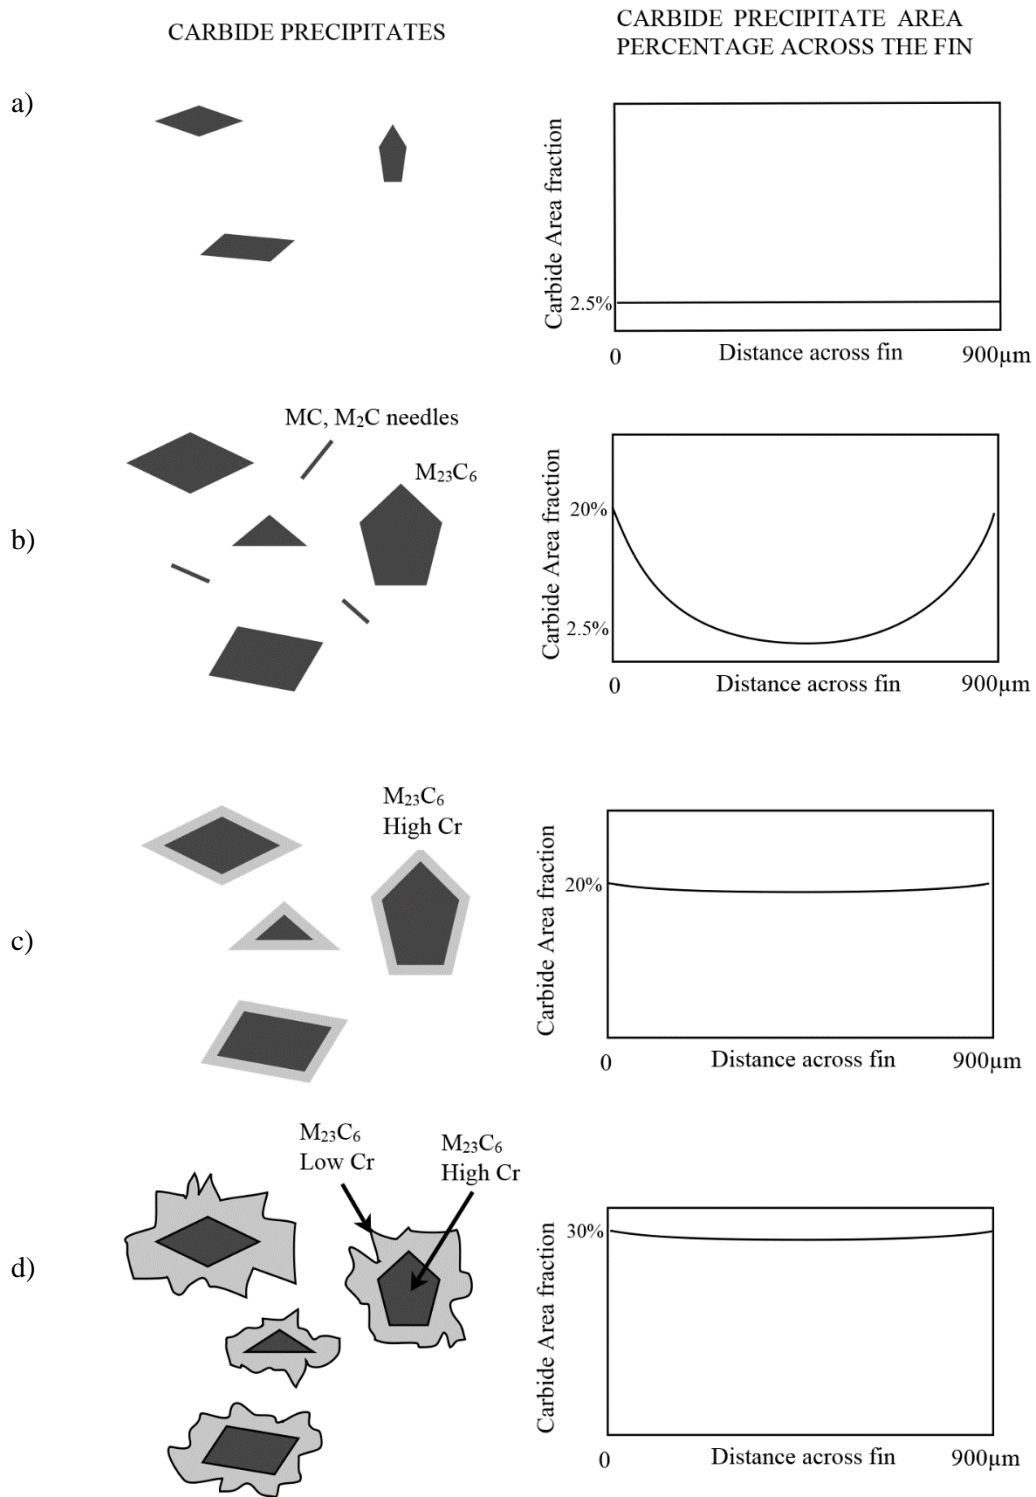 CARBIDE PRECIPITATES
CARBIDE PRECIPITATE AREA
PERCENTAGE ACROSS THE FIN
a)
Carbide Area fraction
2.5%
0
Distance across fin
900µm
b)
MC, M₂C needles
M₂₃C₆
Carbide Area fraction
20%
2.5%
0
Distance across fin
900µm
c)
M₂₃C₆
High Cr
Carbide Area fraction
20%
0
Distance across fin
900µm
d)
M₂₃C₆
Low Cr
M₂₃C₆
High Cr
Carbide Area fraction
30%
0
Distance across fin
900µm